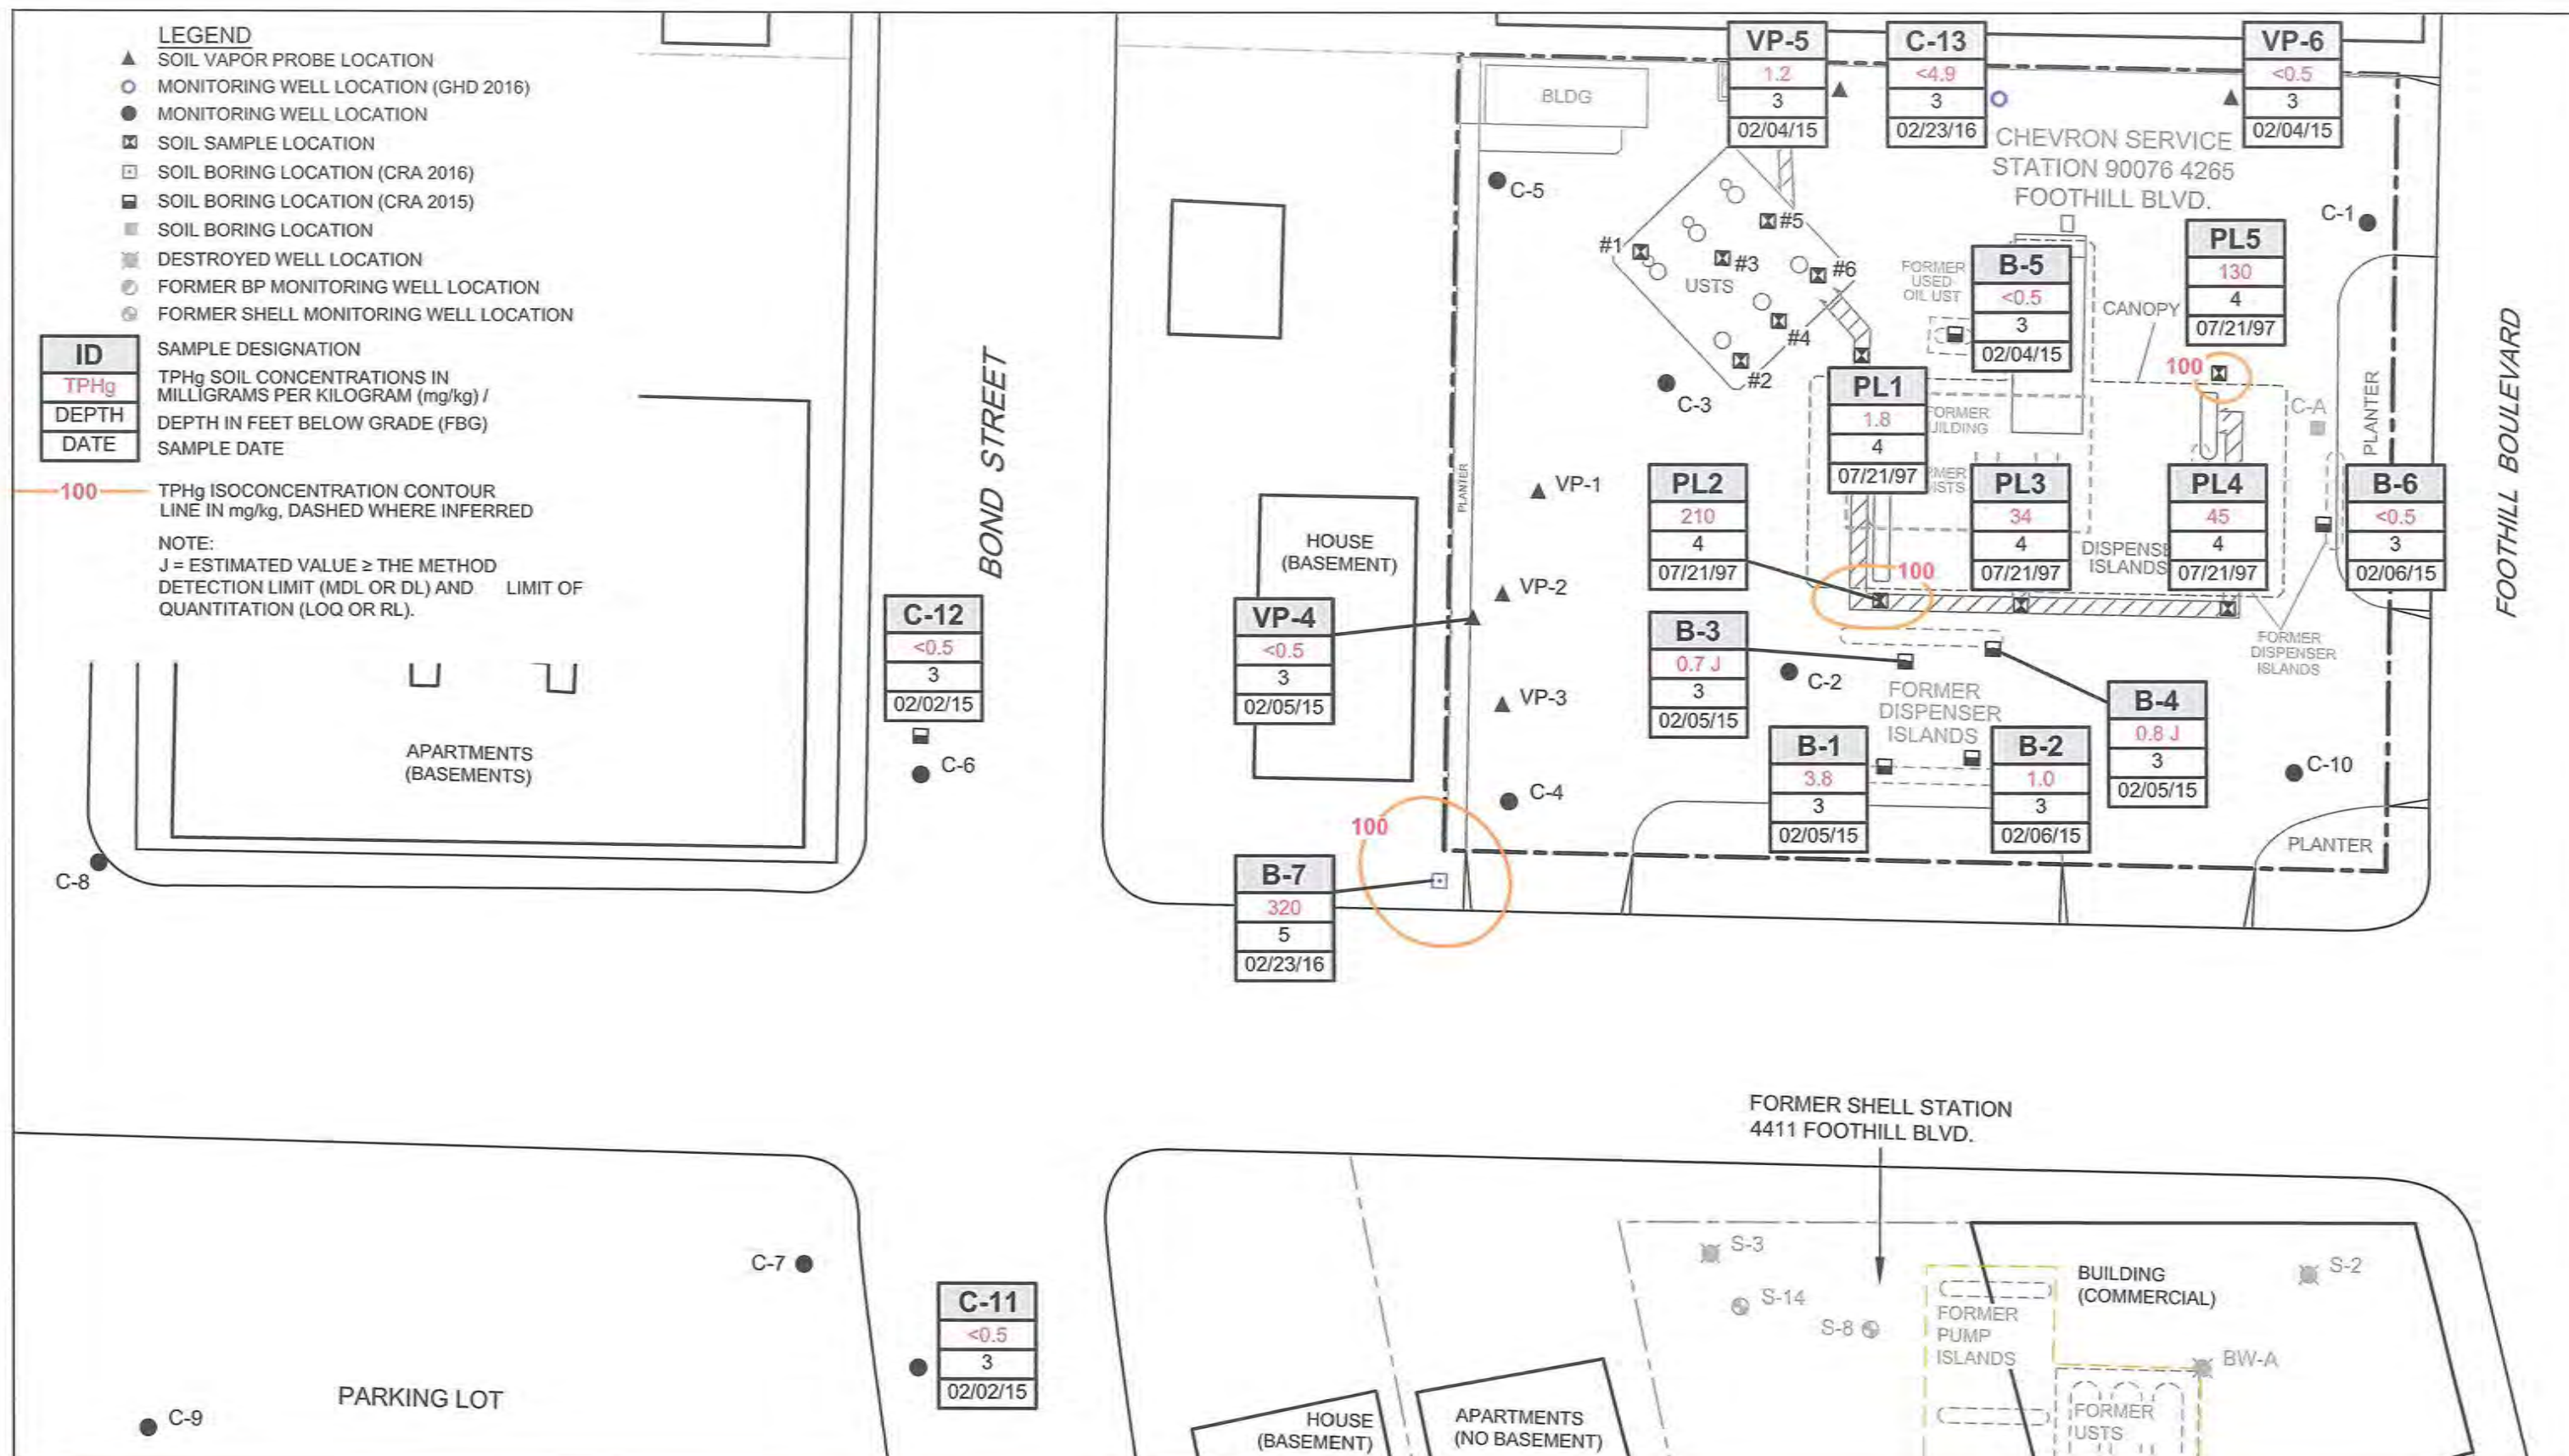 LEGEND
SOIL VAPOR PROBE LOCATION
MONITORING WELL LOCATION (GHD 2016)
MONITORING WELL LOCATION
SOIL SAMPLE LOCATION
SOIL BORING LOCATION (CRA 2016)
SOIL BORING LOCATION (CRA 2015)
SOIL BORING LOCATION
DESTROYED WELL LOCATION
FORMER BP MONITORING WELL LOCATION
FORMER SHELL MONITORING WELL LOCATION
ID
SAMPLE DESIGNATION
TPHg
TPHg SOIL CONCENTRATIONS IN
MILLIGRAMS PER KILOGRAM (mg/kg) /
DEPTH
DEPTH IN FEET BELOW GRADE (FBG)
DATE
SAMPLE DATE
100
TPHg ISOCONCENTRATION CONTOUR
LINE IN mg/kg, DASHED WHERE INFERRED
NOTE:
J = ESTIMATED VALUE ≥ THE METHOD
DETECTION LIMIT (MDL OR DL) AND LIMIT OF
QUANTITATION (LOQ OR RL).
APARTMENTS
(BASEMENTS)
C-8
BOND STREET
C-12
<0.5
3
02/02/15
C-6
HOUSE
(BASEMENT)
VP-4
<0.5
3
02/05/15
B-7
320
5
02/23/16
100
BLDG
C-5
PLANTER
VP-1
VP-2
VP-3
C-4
VP-5
1.2
3
02/04/15
C-13
<4.9
3
02/23/16
VP-6
<0.5
3
02/04/15
CHEVRON SERVICE
STATION 90076 4265
FOOTHILL BLVD.
C-1
#1
#5
#3
#6
USTS
#4
#2
C-3
FORMER
USED
OIL UST
B-5
<0.5
3
02/04/15
CANOPY
PL5
130
4
07/21/97
100
C-A
PLANTER
FOOTHILL BOULEVARD
PL1
1.8
4
07/21/97
FORMER
UILDING
RMER
ISTS
PL2
210
4
07/21/97
100
PL3
34
4
07/21/97
DISPENSE
ISLANDS
PL4
45
4
07/21/97
B-6
<0.5
3
02/06/15
FORMER
DISPENSER
ISLANDS
B-3
0.7 J
3
02/05/15
C-2
FORMER
DISPENSER
ISLANDS
B-4
0.8 J
3
02/05/15
B-1
3.8
3
02/05/15
B-2
1.0
3
02/06/15
C-10
PLANTER
FORMER SHELL STATION
4411 FOOTHILL BLVD.
C-7
C-11
<0.5
3
02/02/15
PARKING LOT
C-9
HOUSE
(BASEMENT)
APARTMENTS
(NO BASEMENT)
S-3
S-14
S-8
FORMER
PUMP
ISLANDS
BUILDING
(COMMERCIAL)
S-2
BW-A
FORMER
USTS